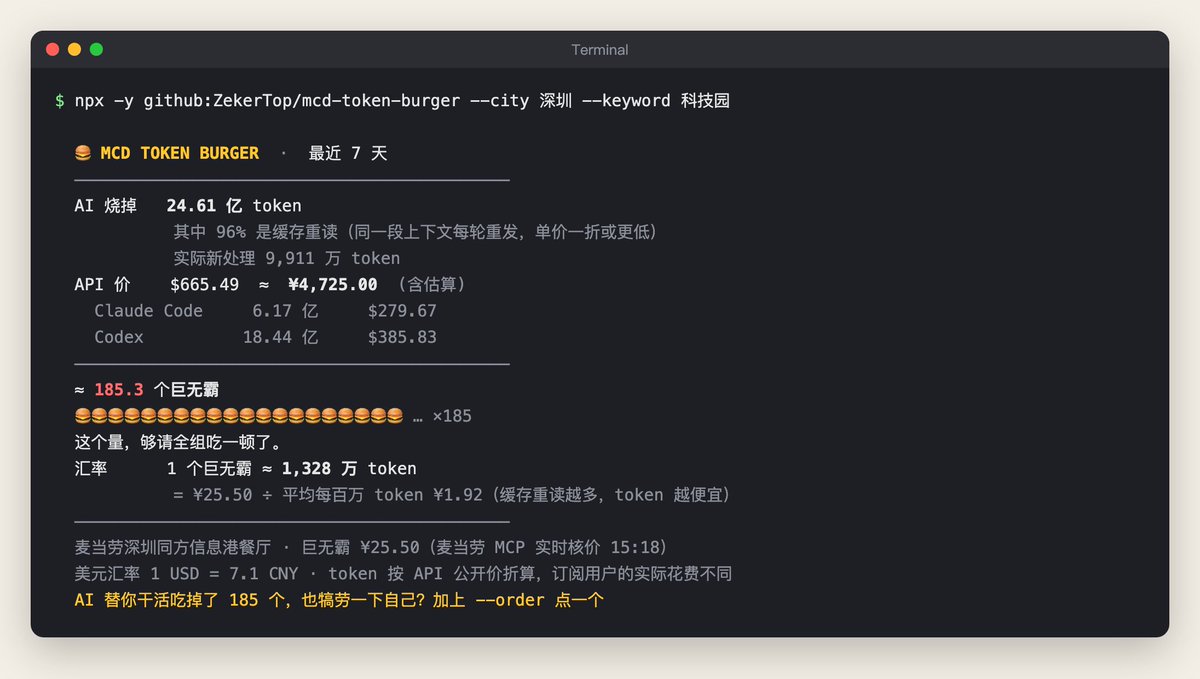 Terminal
$ npx -y github:ZekerTop/mcd-token-burger --city 深圳 --keyword 科技园
🍔 MCD TOKEN BURGER · 最近 7 天
AI 烧掉 24.61 亿 token
其中 96% 是缓存重读（同一段上下文每轮重发，单价一折或更低）
实际新处理 9,911 万 token
API 价 $665.49 ≈ ¥4,725.00 （含估算）
Claude Code 6.17 亿 $279.67
Codex 18.44 亿 $385.83
≈ 185.3 个巨无霸
🍔🍔🍔🍔🍔🍔🍔🍔🍔🍔🍔🍔🍔🍔🍔🍔🍔🍔🍔🍔 … ×185
这个量，够请全组吃一顿了。
汇率 1 个巨无霸 ≈ 1,328 万 token
= ¥25.50 ÷ 平均每百万 token ¥1.92（缓存重读越多，token 越便宜）
麦当劳深圳同方信息港餐厅 · 巨无霸 ¥25.50（麦当劳 MCP 实时核价 15:18）
美元汇率 1 USD = 7.1 CNY · token 按 API 公开价折算，订阅用户的实际花费不同
AI 替你干活吃掉了 185 个，也犒劳一下自己？加上 --order 点一个